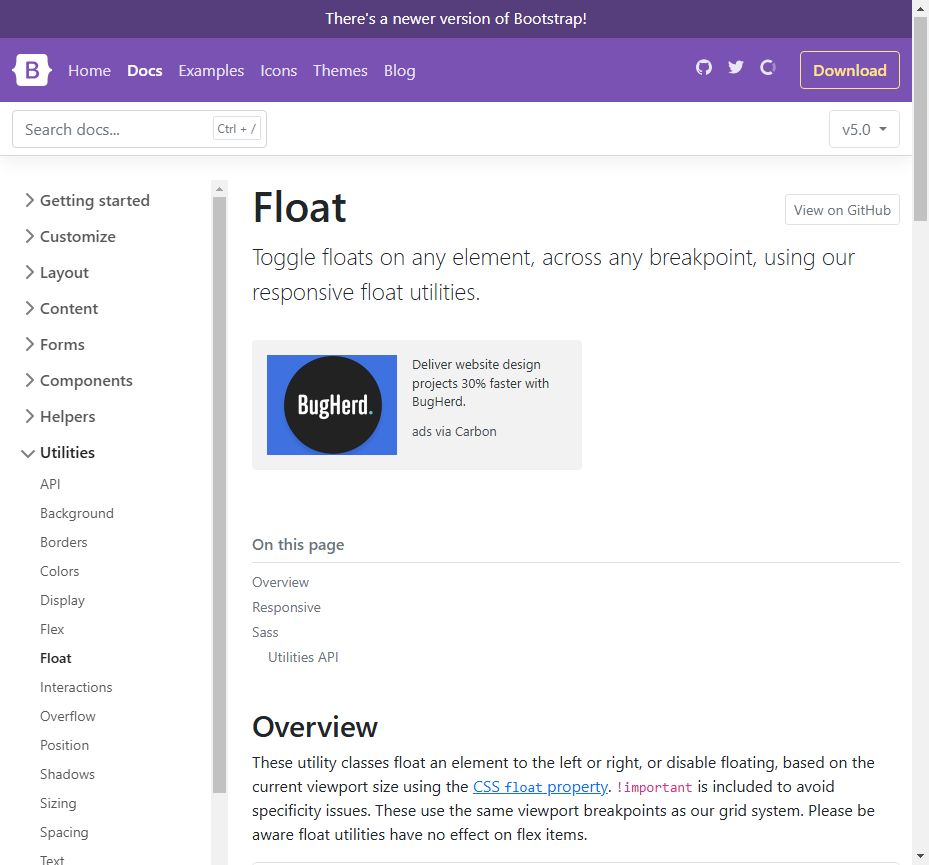 There's a newer version of Bootstrap!
B Home Docs Examples Icons Themes Blog Download
Search docs... Ctrl + / v5.0
Getting started
Customize
Layout
Content
Forms
Components
Helpers
Utilities
API
Background
Borders
Colors
Display
Flex
Float
Interactions
Overflow
Position
Shadows
Sizing
Spacing
Text
Float
View on GitHub
Toggle floats on any element, across any breakpoint, using our
responsive float utilities.
BugHerd.
Deliver website design
projects 30% faster with
BugHerd.
ads via Carbon
On this page
Overview
Responsive
Sass
Utilities API
Overview
These utility classes float an element to the left or right, or disable floating, based on the
current viewport size using the CSS float property. !important is included to avoid
specificity issues. These use the same viewport breakpoints as our grid system. Please be
aware float utilities have no effect on flex items.